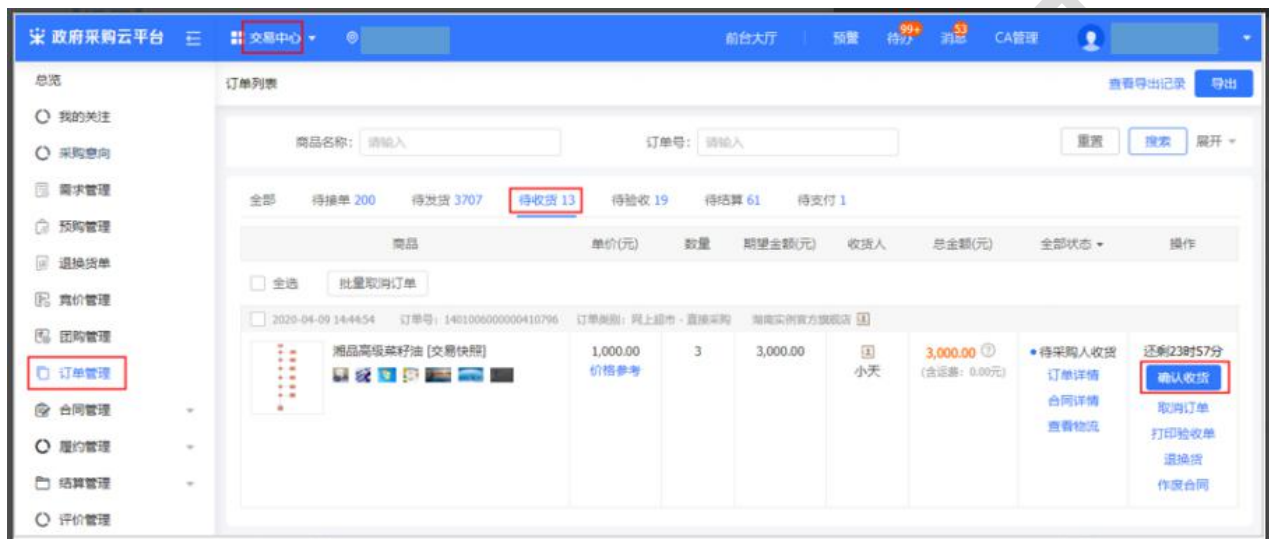 政府采购云平台 交易中心 前台大厅 预警 待办 99+ 消息 53 CA管理
总览
我的关注
采购意向
需求管理
预购管理
退换货单
竞价管理
团购管理
订单管理
合同管理
履约管理
结算管理
评价管理
订单列表 查看导出记录 导出
商品名称: 请输入 订单号: 请输入 重置 搜索 展开
全部 待接单 200 待发货 3707 待收货 13 待验收 19 待结算 61 待支付 1
商品 单价(元) 数量 期望金额(元) 收货人 总金额(元) 全部状态 操作
全选 批量取消订单
2020-04-09 14:44:54 订单号: 1401006000000410796 订单类别: 网上超市 - 直接采购 湖南实例官方旗舰店
湘品高级菜籽油 [交易快照] 1,000.00 3 3,000.00 小天 3,000.00 待采购人收货 还剩23时57分
价格参考 (含运费: 0.00元) 订单详情 确认收货
合同详情 取消订单
查看物流 打印验收单
退换货
作废合同